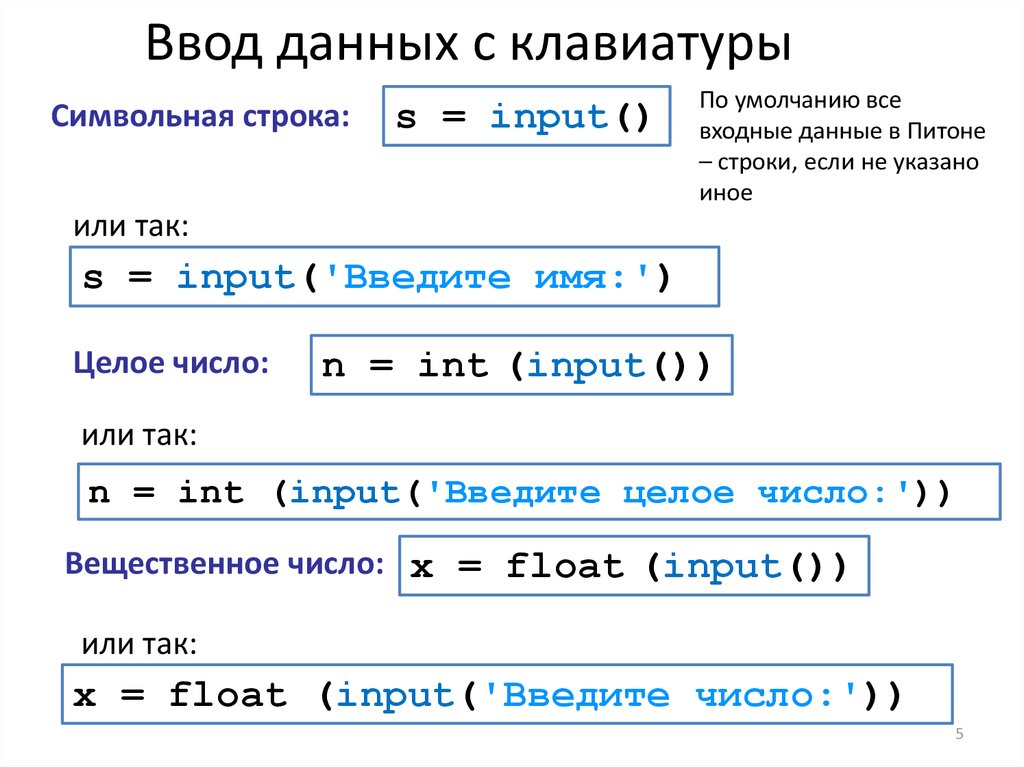 Ввод данных с клавиатуры
Символьная строка:
s = input()
По умолчанию все
входные данные в Питоне
– строки, если не указано
иное
или так:
s = input('Введите имя:')
Целое число:
n = int (input())
или так:
n = int (input('Введите целое число:'))
Вещественное число:
x = float (input())
или так:
x = float (input('Введите число:'))
5